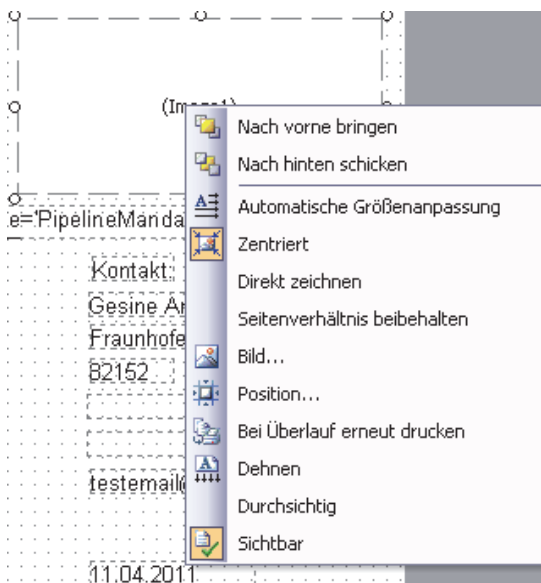 (Image1)
Nach vorne bringen
Nach hinten schicken
Automatische Größenanpassung
Zentriert
Direkt zeichnen
Seitenverhältnis beibehalten
Bild...
Position...
Bei Überlauf erneut drucken
Dehnen
Durchsichtig
Sichtbar
e='PipelineManda
Kontakt:
Gesine Ar
Fraunhofe
82152
testemail@
11.04.2011